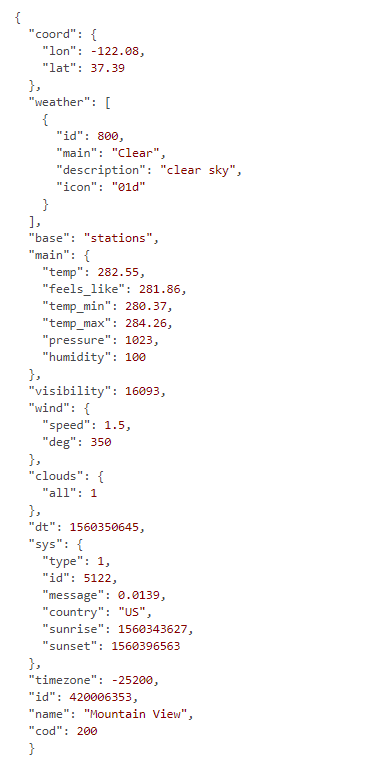 {
  "coord": {
    "lon": -122.08,
    "lat": 37.39
  },
  "weather": [
    {
      "id": 800,
      "main": "Clear",
      "description": "clear sky",
      "icon": "01d"
    }
  ],
  "base": "stations",
  "main": {
    "temp": 282.55,
    "feels_like": 281.86,
    "temp_min": 280.37,
    "temp_max": 284.26,
    "pressure": 1023,
    "humidity": 100
  },
  "visibility": 16093,
  "wind": {
    "speed": 1.5,
    "deg": 350
  },
  "clouds": {
    "all": 1
  },
  "dt": 1560350645,
  "sys": {
    "type": 1,
    "id": 5122,
    "message": 0.0139,
    "country": "US",
    "sunrise": 1560343627,
    "sunset": 1560396563
  },
  "timezone": -25200,
  "id": 420006353,
  "name": "Mountain View",
  "cod": 200
  }